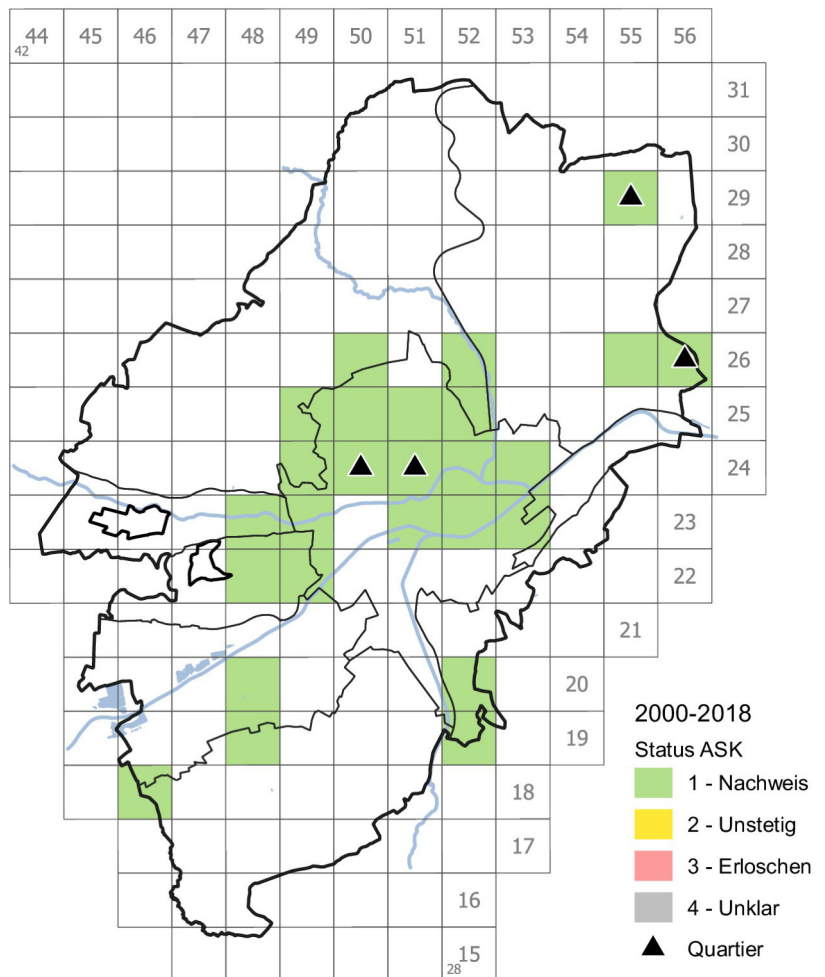 44 45 46 47 48 49 50 51 52 53 54 55 56
42
31
30
29
28
27
26
25
24
23
22
21
20
19
18
17
16
15
28
2000-2018
Status ASK
1 - Nachweis
2 - Unstetig
3 - Erloschen
4 - Unklar
Quartier